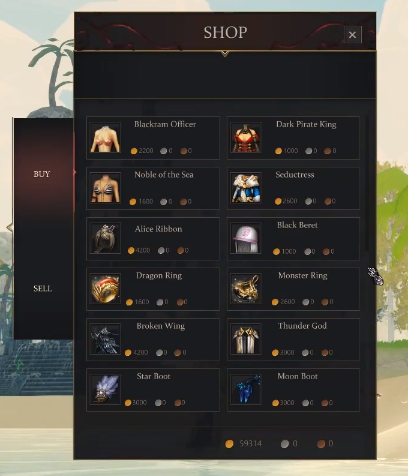 SHOP
Blackram Officer
2200 0 0
Dark Pirate King
1080 0 0
BUY
Noble of the Sea
1600 0 0
Seductress
2600 0 0
Alice Ribbon
4200 0 0
Black Beret
1000 0 0
SELL
Dragon Ring
1600 0 0
Monster Ring
2600 0 0
Broken Wing
4200 0 0
Thunder God
3000 0 0
Star Boot
3000 0 0
Moon Boot
3000 0 0
59314 0 0